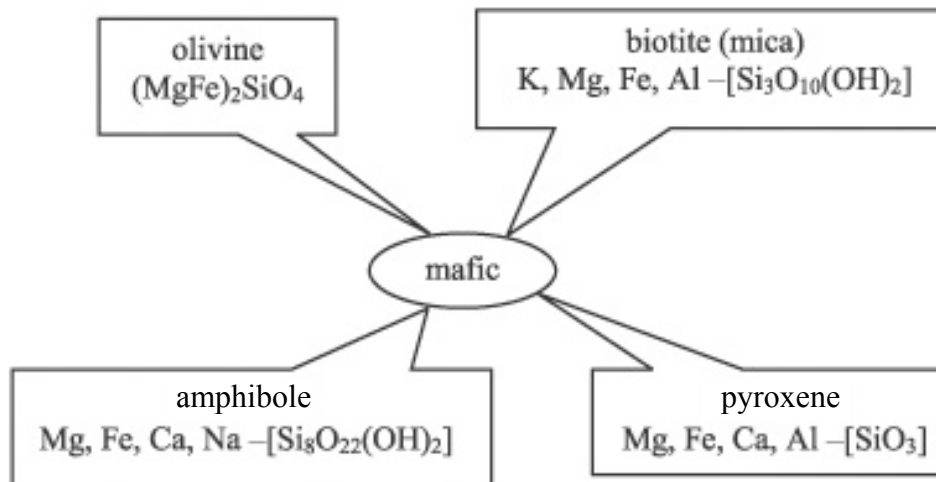 olivine
(MgFe)₂SiO₄
biotite (mica)
K, Mg, Fe, Al –[Si₃O₁₀(OH)₂]
mafic
amphibole
Mg, Fe, Ca, Na –[Si₈O₂₂(OH)₂]
pyroxene
Mg, Fe, Ca, Al –[SiO₃]